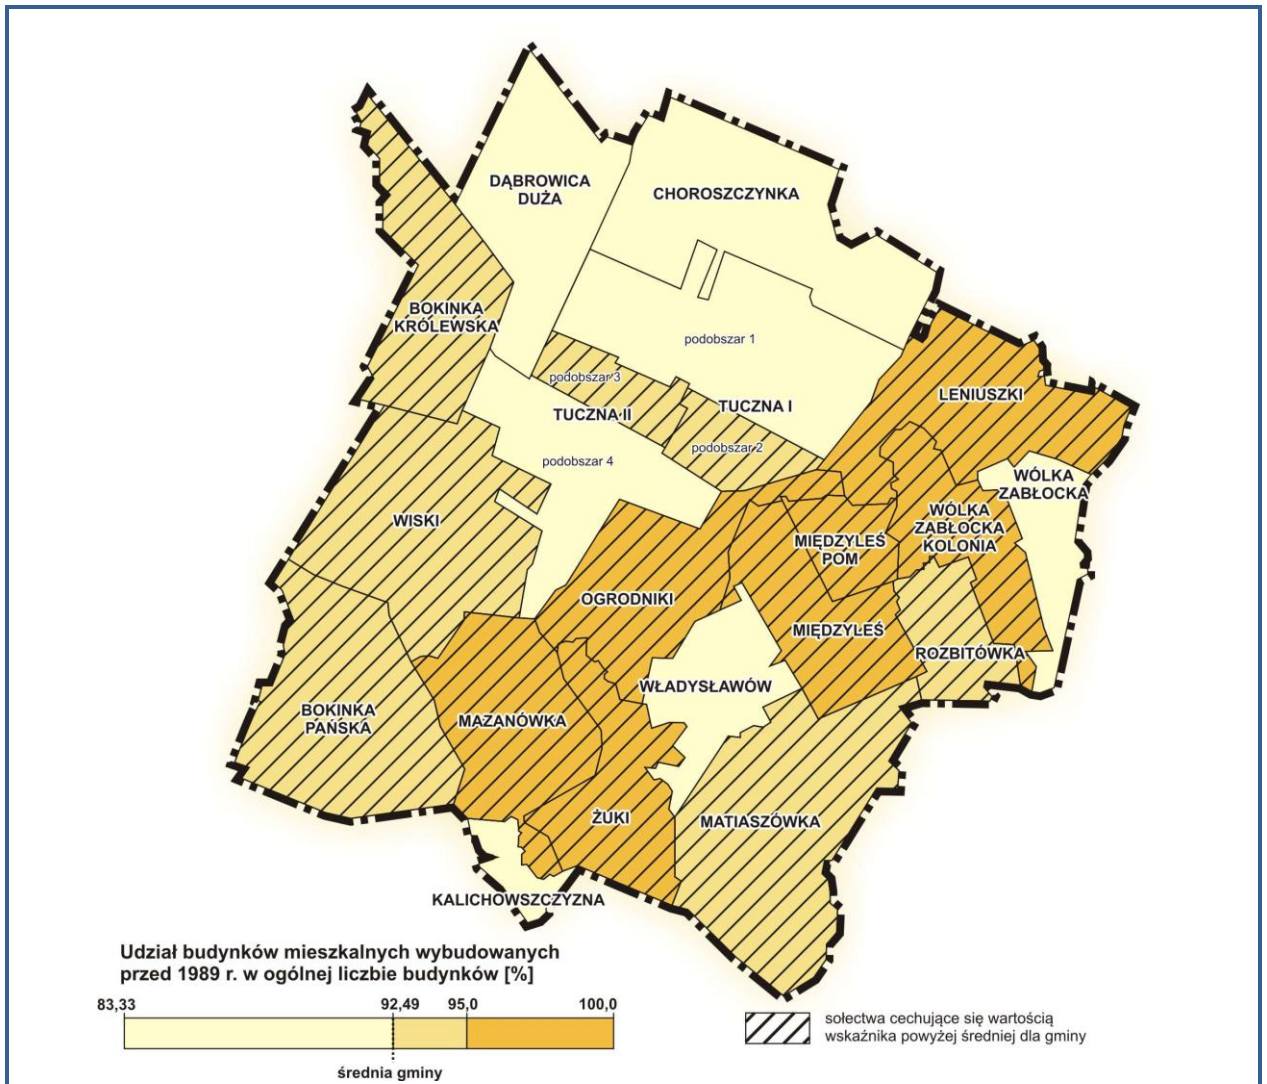 DĄBROWICA
DUŻA
CHOROSZCZYNKA
BOKINKA
KRÓLEWSKA
podobszar 1
podobszar 3
LENIUSZKI
TUCZNA I
TUCZNA II
podobszar 2
podobszar 4
WÓLKA
ZABŁOCKA
WÓLKA
ZABŁOCKA
KOLONIA
WISKI
MIĘDZYLEŚ
POM
OGRODNIKI
MIĘDZYLEŚ
ROZBITÓWKA
WŁADYSŁAWÓW
BOKINKA
PAŃSKA
MAZANÓWKA
ŻUKI
MATIASZÓWKA
KALICHOWSZCZYZNA
Udział budynków mieszkalnych wybudowanych
przed 1989 r. w ogólnej liczbie budynków [%]
83,33 92,49 95,0 100,0
średnia gminy
sołectwa cechujące się wartością
wskaźnika powyżej średniej dla gminy